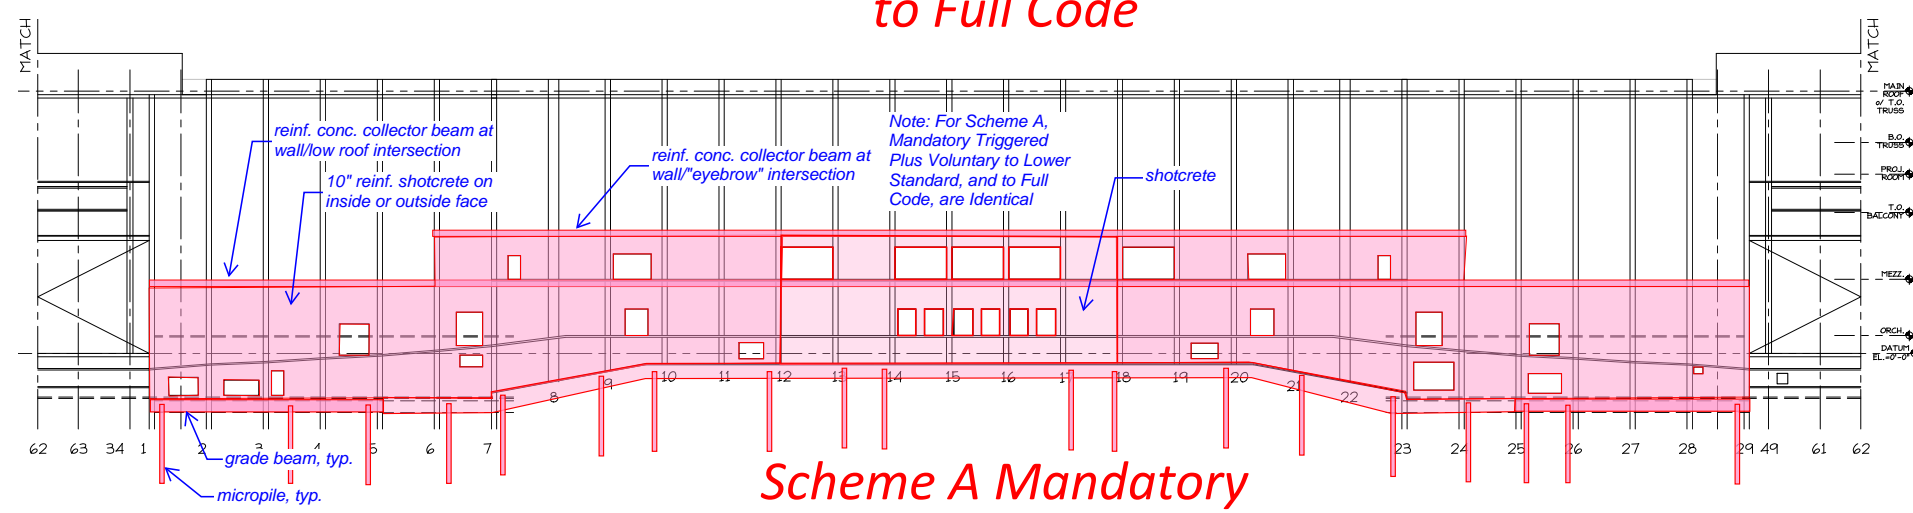 to Full Code
MATCH
MATCH
MAIN
ROOF
o/ T.O.
TRUSS
B.O.
TRUSS
PROJ.
ROOM
T.O.
BALCONY
MEZZ.
ORCH.
DATUM
EL.=0'-0"
reinf. conc. collector beam at
wall/low roof intersection
10" reinf. shotcrete on
inside or outside face
reinf. conc. collector beam at
wall/"eyebrow" intersection
Note: For Scheme A,
Mandatory Triggered
Plus Voluntary to Lower
Standard, and to Full
Code, are Identical
shotcrete
8 9 10 11 12 13 14 15 16 17 18 19 20 21 22
62 63 34 1 2 3 4 5 6 7 23 24 25 26 27 28 29 49 61 62
grade beam, typ.
micropile, typ.
Scheme A Mandatory